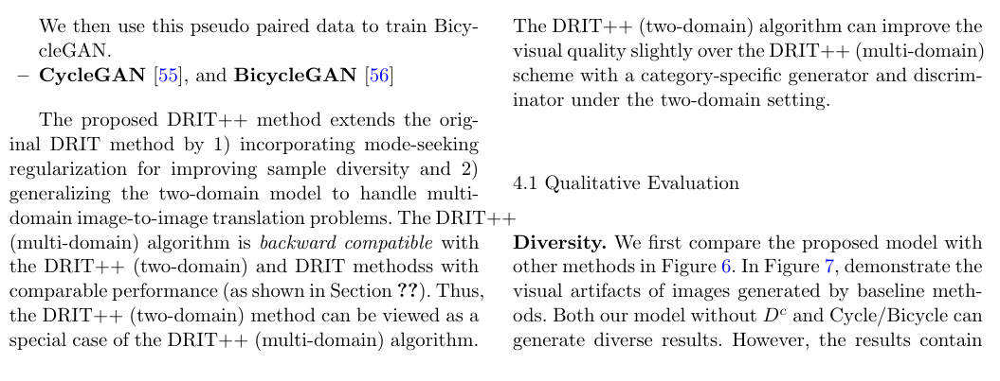 We then use this pseudo paired data to train Bicy-
cleGAN.
– CycleGAN [55], and BicycleGAN [56]
The proposed DRIT++ method extends the orig-
inal DRIT method by 1) incorporating mode-seeking
regularization for improving sample diversity and 2)
generalizing the two-domain model to handle multi-
domain image-to-image translation problems. The DRIT++
(multi-domain) algorithm is backward compatible with
the DRIT++ (two-domain) and DRIT methodss with
comparable performance (as shown in Section ??). Thus,
the DRIT++ (two-domain) method can be viewed as a
special case of the DRIT++ (multi-domain) algorithm.
The DRIT++ (two-domain) algorithm can improve the
visual quality slightly over the DRIT++ (multi-domain)
scheme with a category-specific generator and discrim-
inator under the two-domain setting.
4.1 Qualitative Evaluation
Diversity. We first compare the proposed model with
other methods in Figure 6. In Figure 7, demonstrate the
visual artifacts of images generated by baseline meth-
ods. Both our model without D^c and Cycle/Bicycle can
generate diverse results. However, the results contain